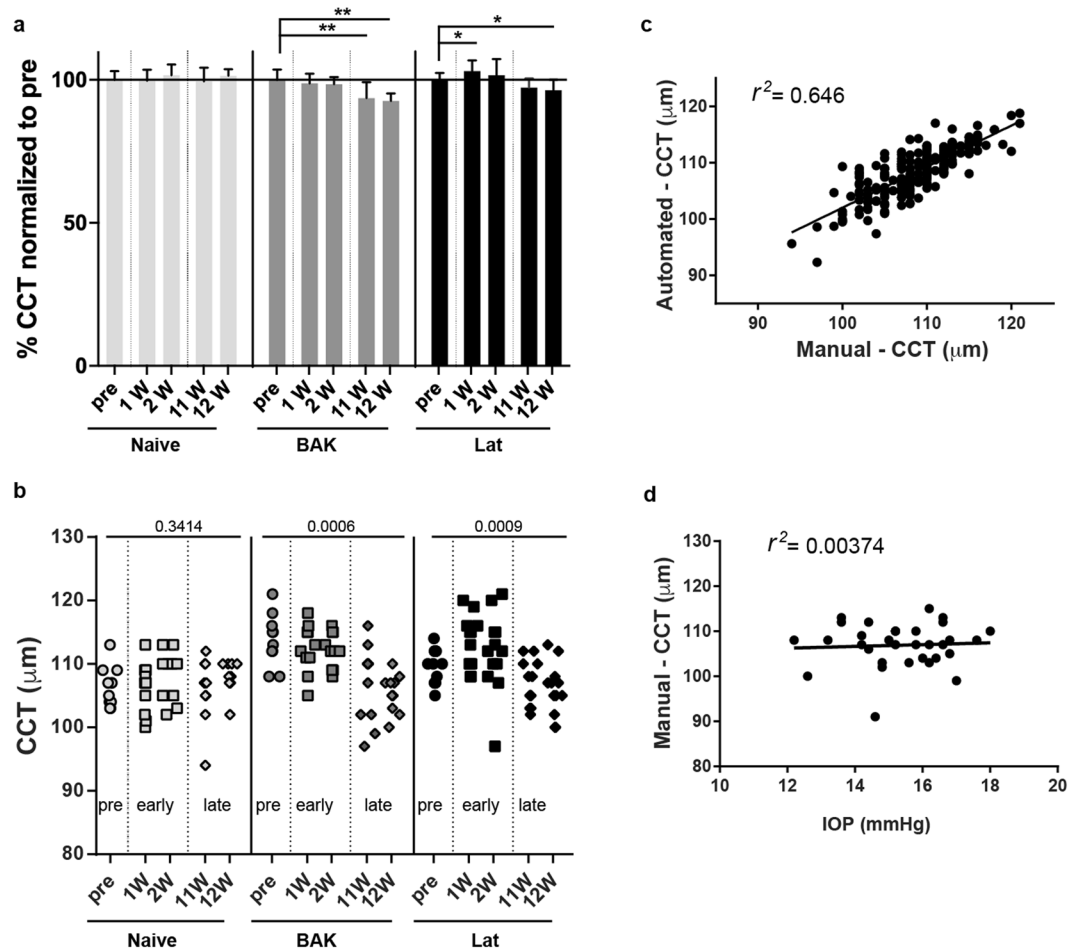 a
** 
**
*
*
% CCT normalized to pre
100
50
0
pre
1 W
2 W
11 W
12 W
pre
1 W
2 W
11 W
12 W
pre
1 W
2 W
11 W
12 W
Naive
BAK
Lat
b
0.3414
0.0006
0.0009
CCT (µm)
130
120
110
100
90
80
pre
early
late
pre
early
late
pre
early
late
pre
1W
2W
11W
12W
pre
1W
2W
11W
12W
pre
1W
2W
11W
12W
Naive
BAK
Lat
c
r²= 0.646
Automated - CCT (µm)
120
110
100
90
90
100
110
120
Manual - CCT (µm)
d
r²= 0.00374
Manual - CCT (µm)
130
120
110
100
90
80
10
12
14
16
18
20
IOP (mmHg)